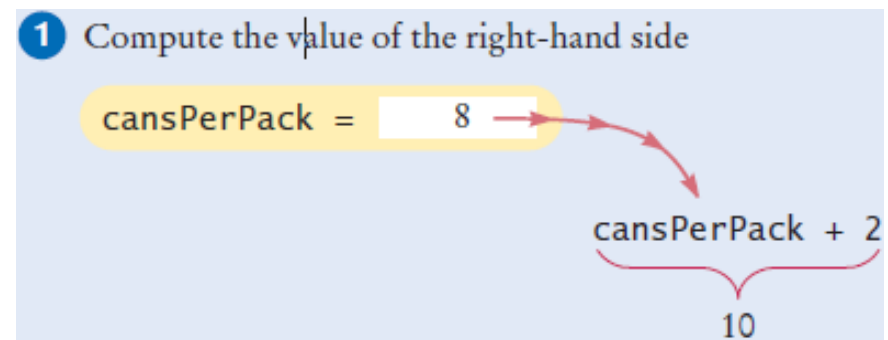 1 Compute the value of the right-hand side
cansPerPack = 8
cansPerPack + 2
10